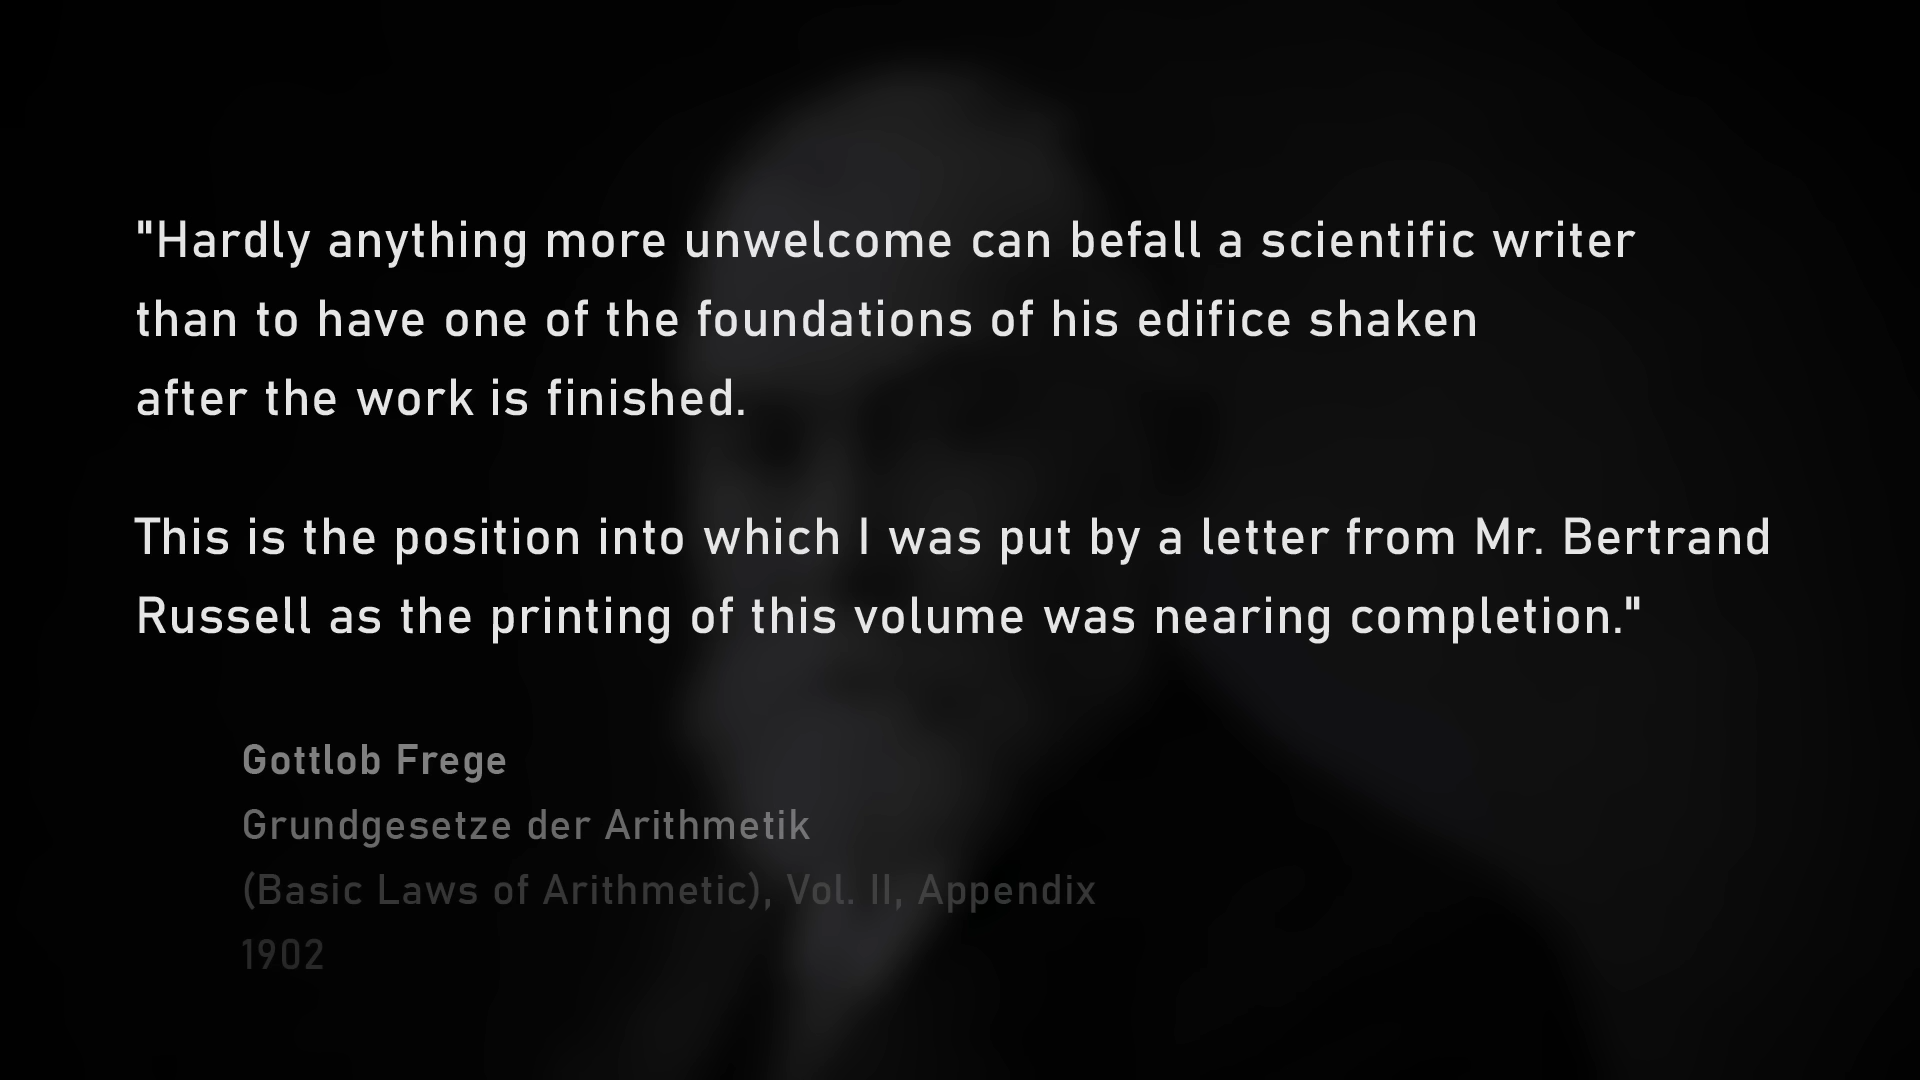 "Hardly anything more unwelcome can befall a scientific writer
than to have one of the foundations of his edifice shaken
after the work is finished.
This is the position into which I was put by a letter from Mr. Bertrand
Russell as the printing of this volume was nearing completion."
Gottlob Frege
Grundgesetze der Arithmetik
(Basic Laws of Arithmetic), Vol. II, Appendix
1902